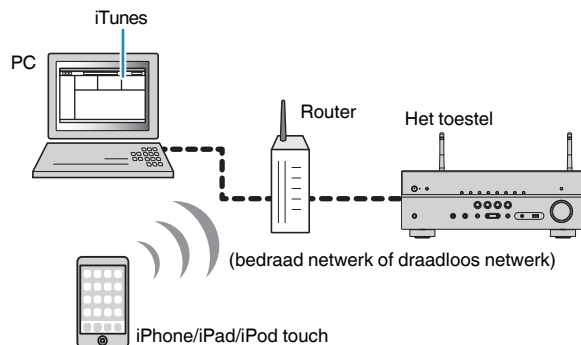 iTunes
PC
Router
Het toestel
(bedraad netwerk of draadloos netwerk)
iPhone/iPad/iPod touch